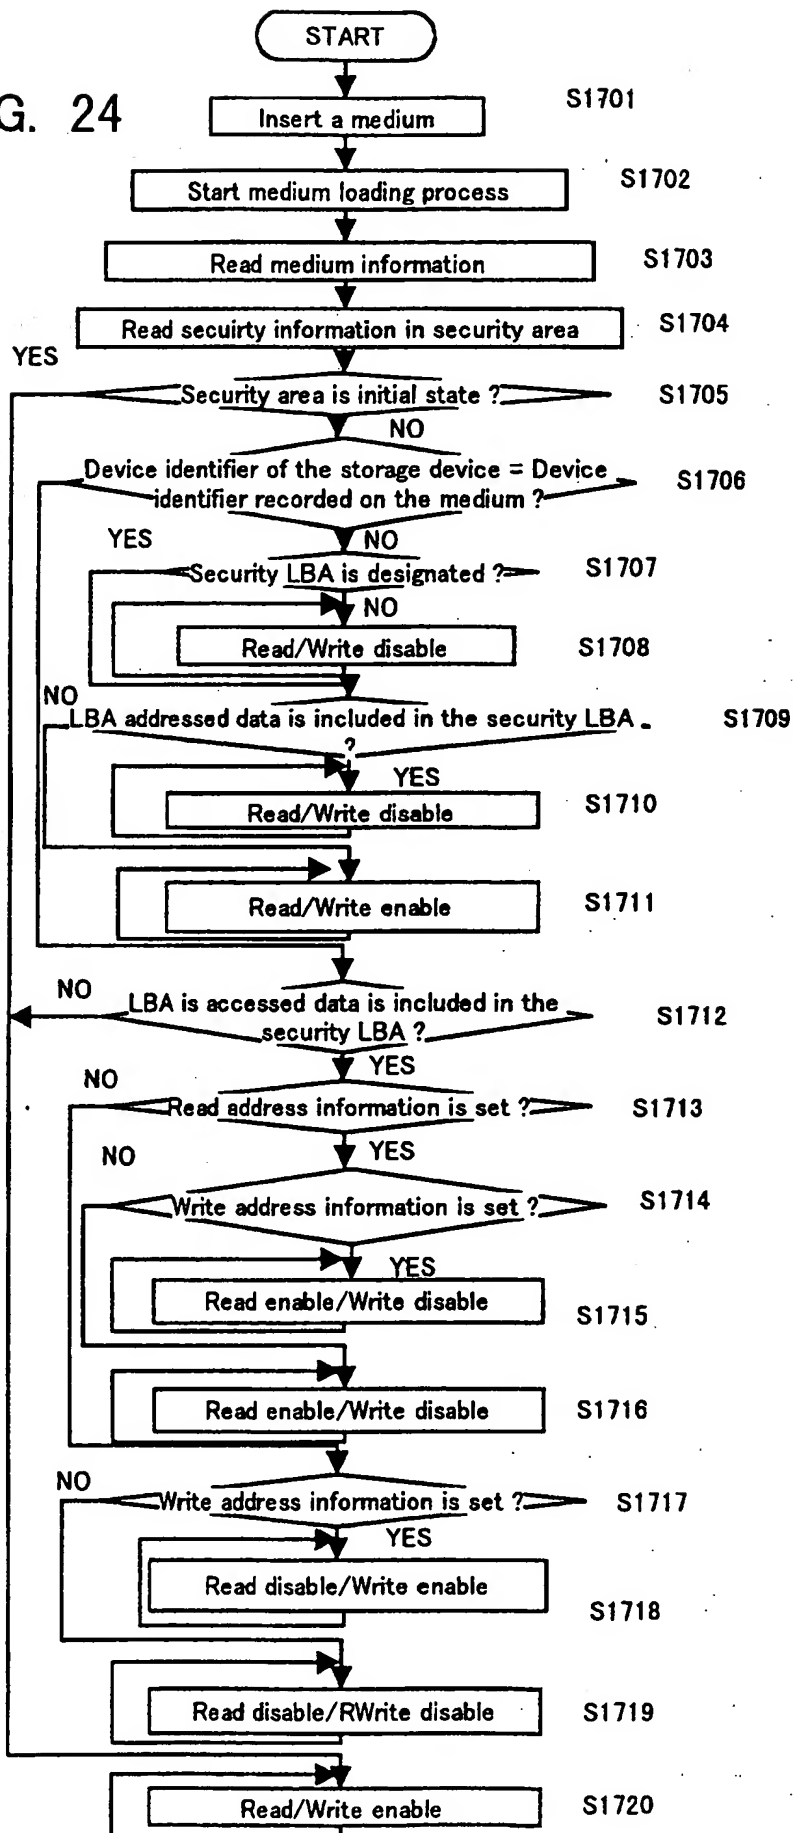 START
G. 24
Insert a medium
S1701
Start medium loading process
S1702
Read medium information
S1703
Read secuirty information in security area
S1704
YES
Security area is initial state ?
S1705
NO
Device identifier of the storage device = Device
identifier recorded on the medium ?
S1706
YES
NO
Security LBA is designated ?
S1707
NO
Read/Write disable
S1708
NO
LBA addressed data is included in the security LBA
?
S1709
YES
Read/Write disable
S1710
Read/Write enable
S1711
NO
LBA is accessed data is included in the
security LBA ?
S1712
YES
NO
Read address information is set ?
S1713
YES
NO
Write address information is set ?
S1714
YES
Read enable/Write disable
S1715
Read enable/Write disable
S1716
NO
Write address information is set ?
S1717
YES
Read disable/Write enable
S1718
Read disable/RWrite disable
S1719
Read/Write enable
S1720